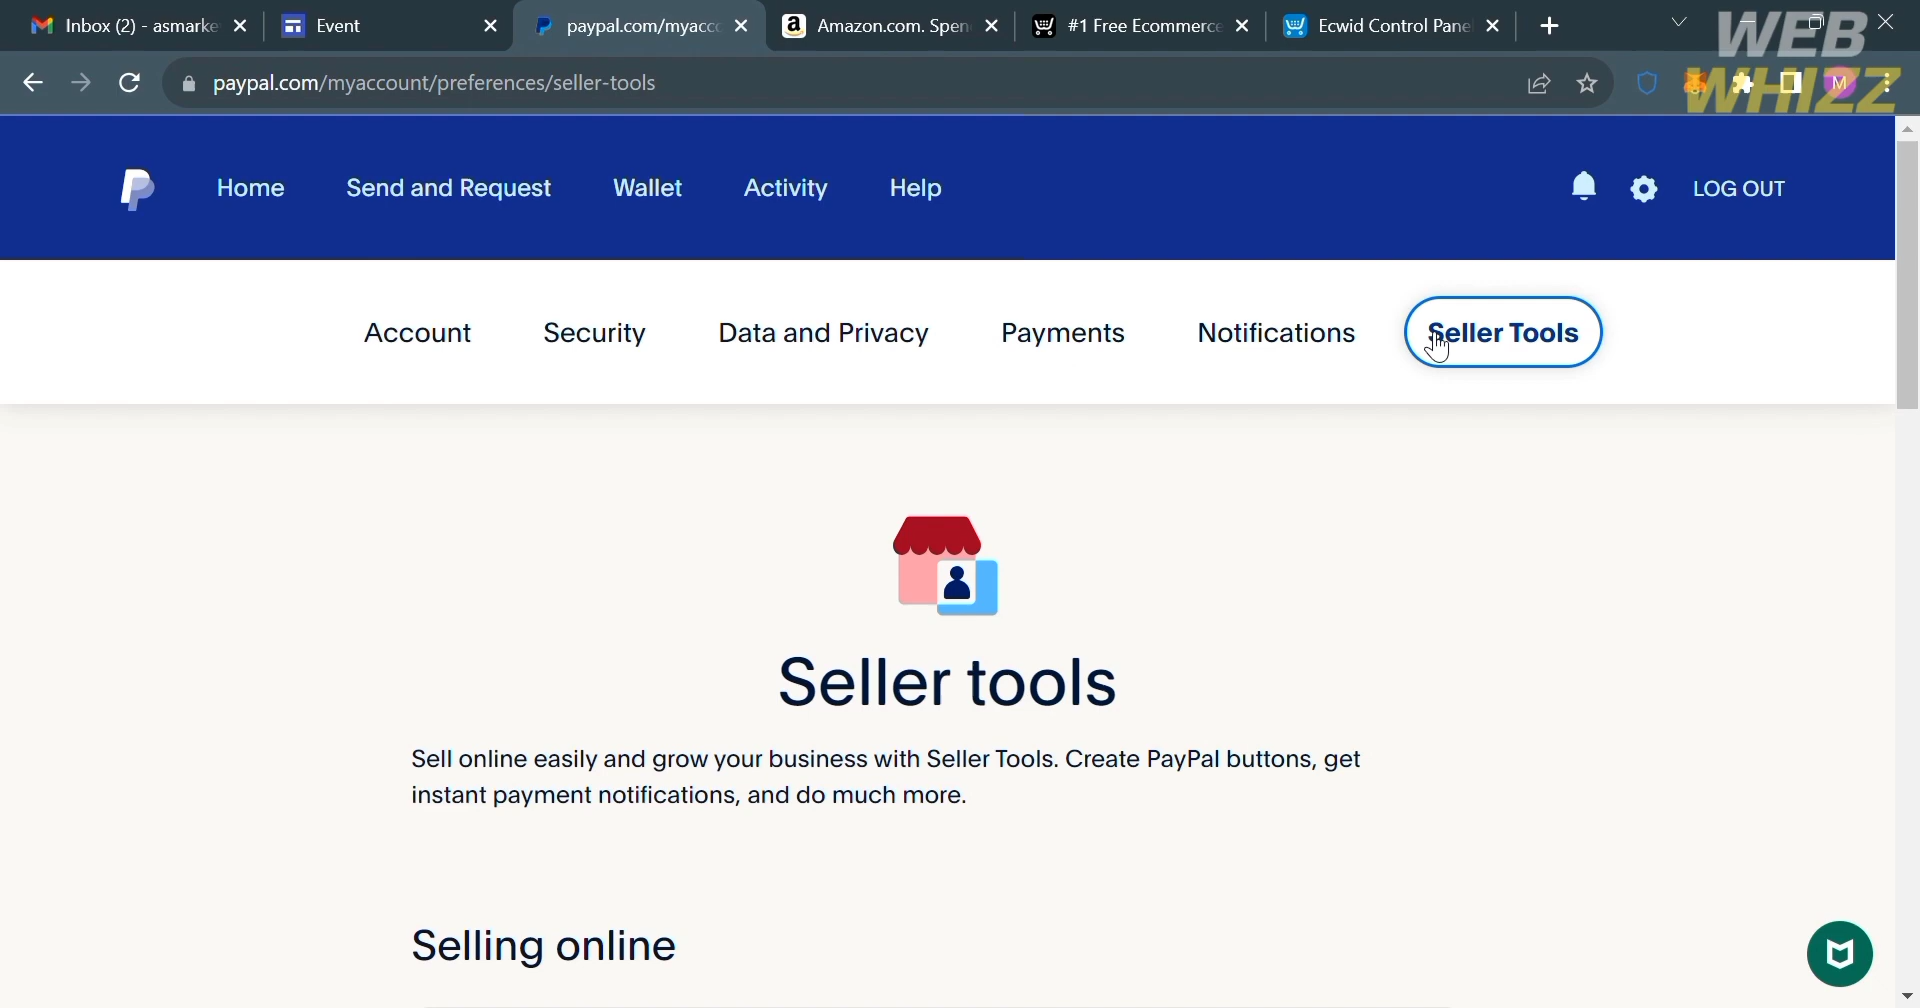 Inbox (2) - asmarke
Event
paypal.com/myacc
Amazon.com. Spen
#1 Free Ecommerce
Ecwid Control Pane
WEB
WHIZZ
paypal.com/myaccount/preferences/seller-tools
M
Home
Send and Request
Wallet
Activity
Help
LOG OUT
Account
Security
Data and Privacy
Payments
Notifications
Seller Tools
Seller tools
Sell online easily and grow your business with Seller Tools. Create PayPal buttons, get
instant payment notifications, and do much more.
Selling online